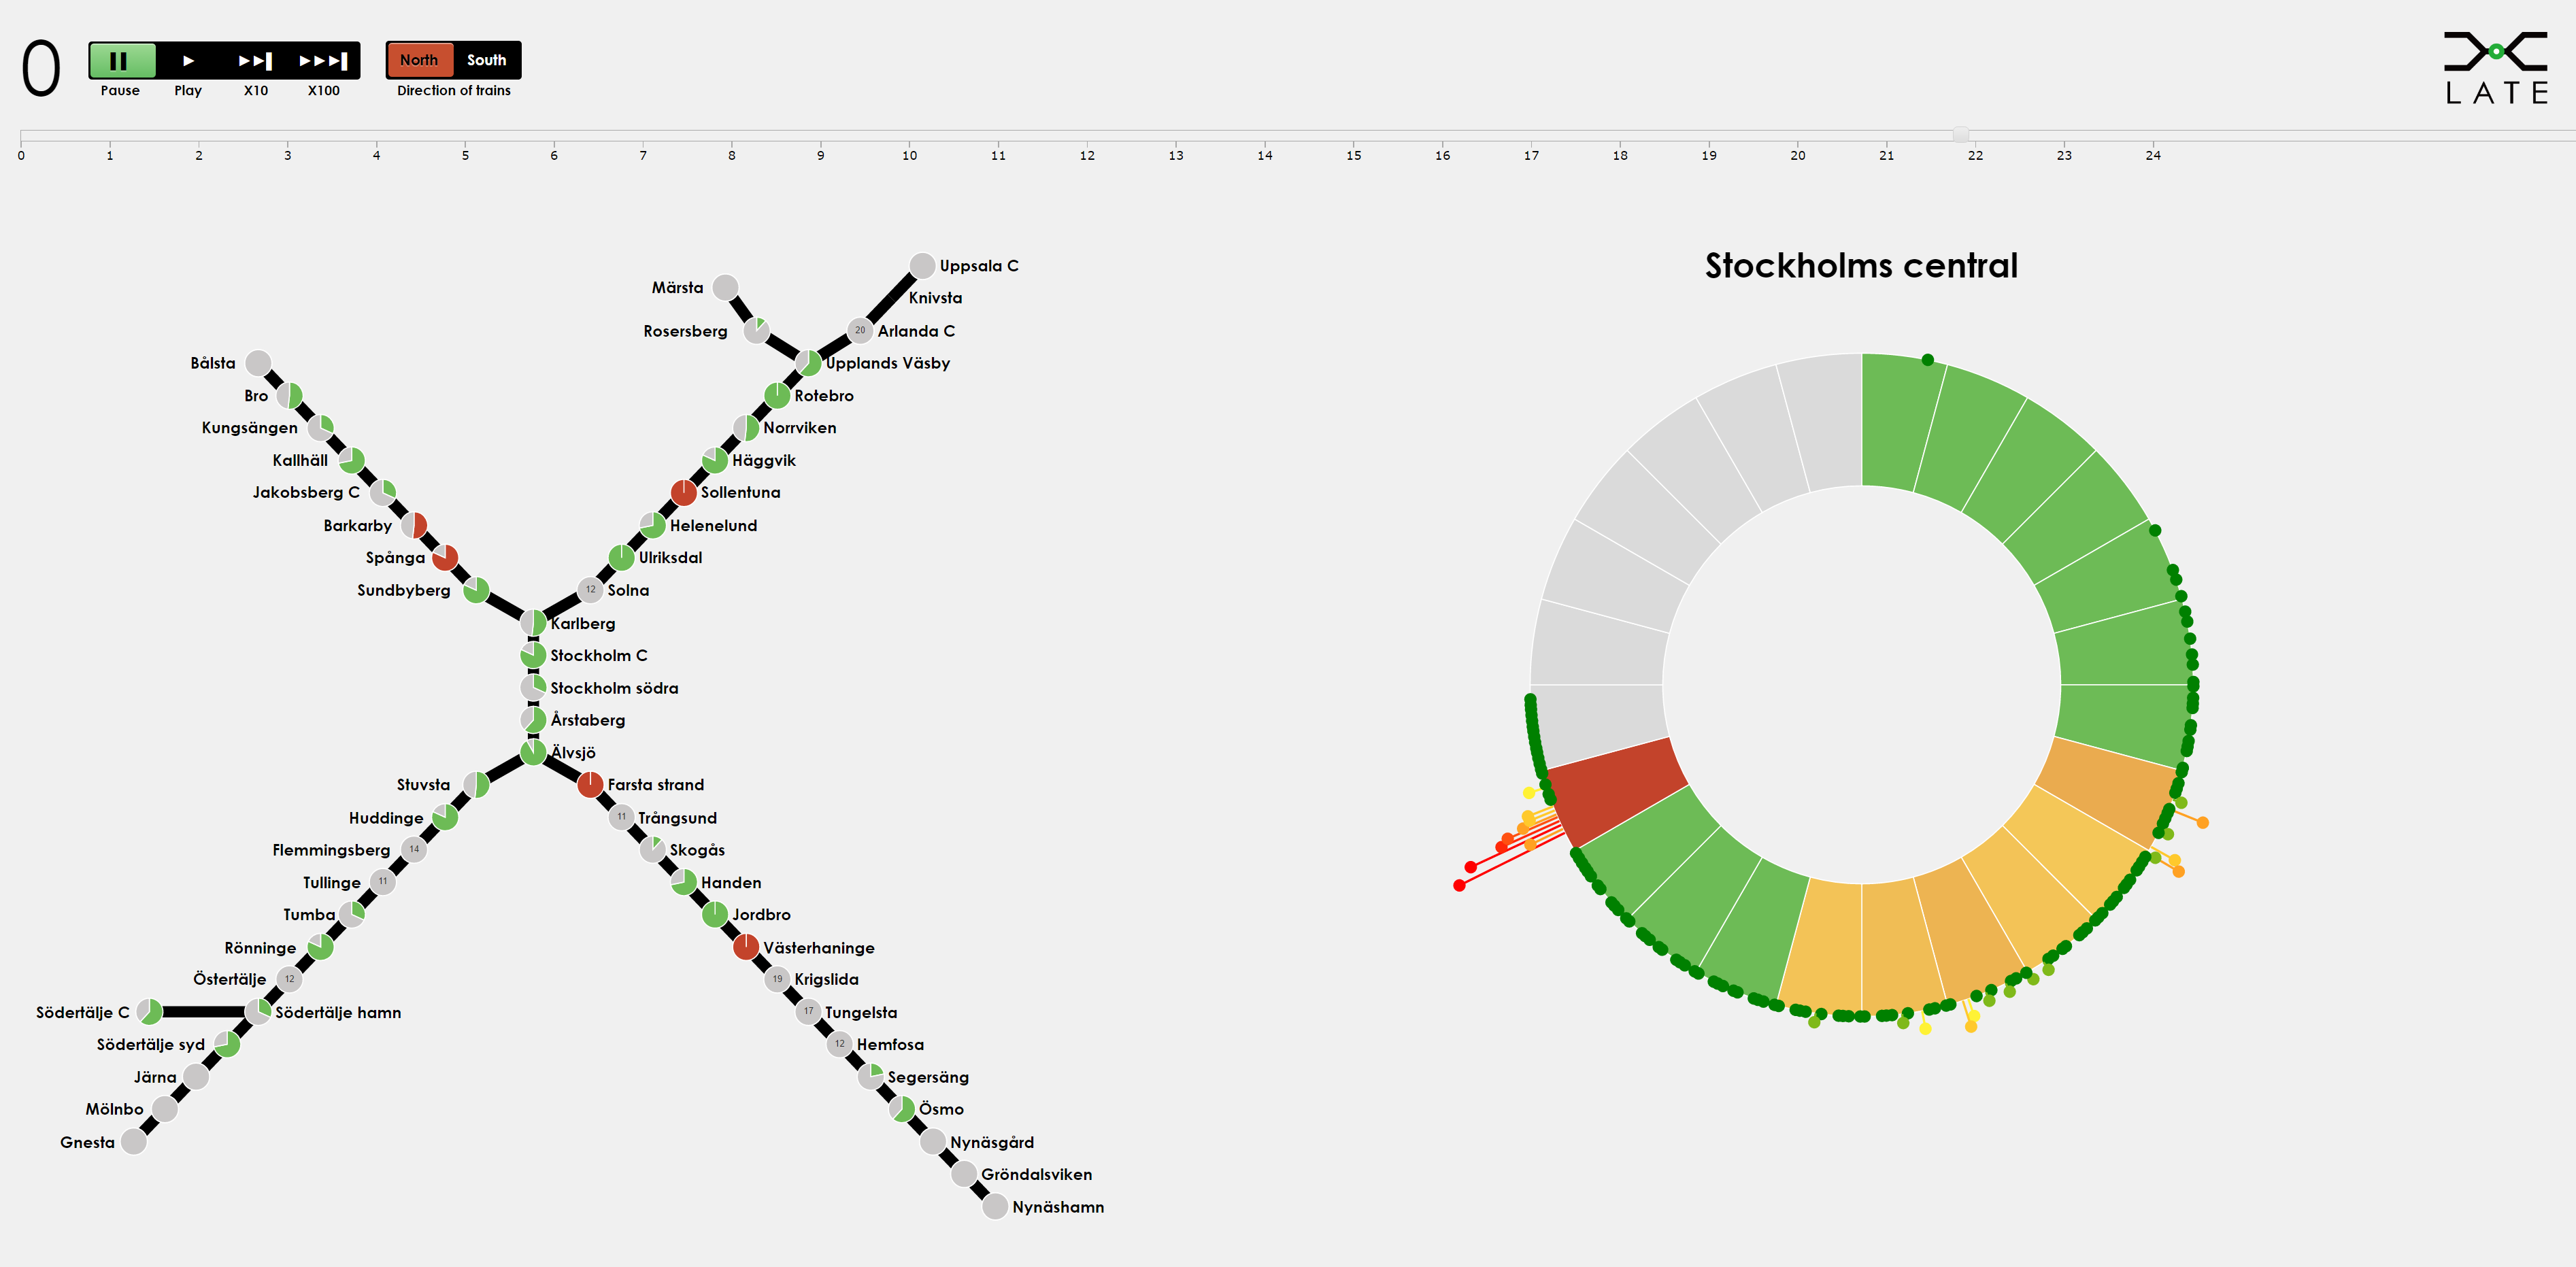 0
North South
Pause Play X10 X100 Direction of trains
LATE
0 1 2 3 4 5 6 7 8 9 10 11 12 13 14 15 16 17 18 19 20 21 22 23 24
Stockholms central
Uppsala C
Märsta
Knivsta
Rosersberg
20 Arlanda C
Bålsta
Upplands Väsby
Bro
Rotebro
Kungsängen
Norrviken
Kallhäll
Häggvik
Jakobsberg C
Sollentuna
Barkarby
Helenelund
Spånga
Ulriksdal
Sundbyberg
12 Solna
Karlberg
Stockholm C
Stockholm södra
Årstaberg
Älvsjö
Stuvsta
Farsta strand
Huddinge
11 Trångsund
Flemmingsberg 14
Skogås
Tullinge 11
Handen
Tumba
Jordbro
Rönninge
Västerhaninge
Östertälje 12
19 Krigslida
Södertälje C
Södertälje hamn
17 Tungelsta
Södertälje syd
12 Hemfosa
Järna
Segersäng
Mölnbo
Ösmo
Gnesta
Nynäsgård
Gröndalsviken
Nynäshamn